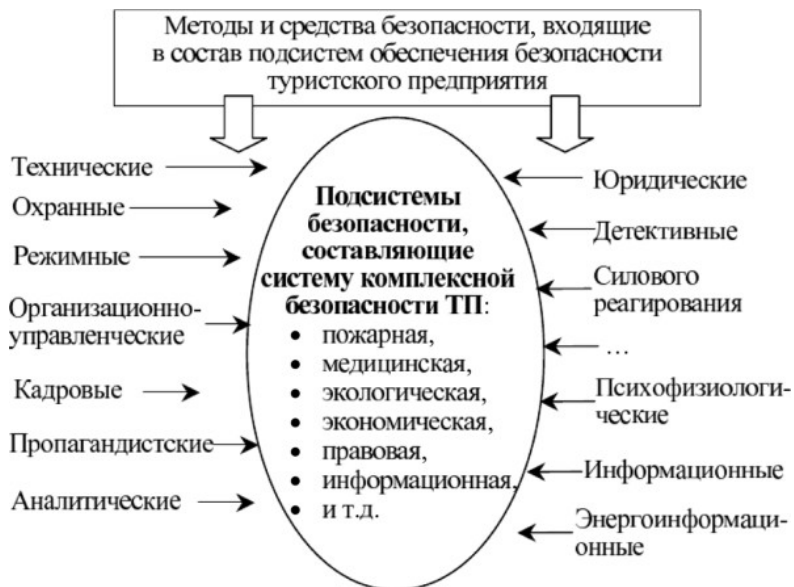 Методы и средства безопасности, входящие
в состав подсистем обеспечения безопасности
туристского предприятия
Технические
Охранные
Режимные
Организационно-
управленческие
Кадровые
Пропагандистские
Аналитические
Подсистемы
безопасности,
составляющие
систему комплексной
безопасности ТП:
• пожарная,
• медицинская,
• экологическая,
• экономическая,
• правовая,
• информационная,
• и т.д.
Юридические
Детективные
Силового
реагирования
…
Психофизиологи-
ческие
Информационные
Энергоинформаци-
онные